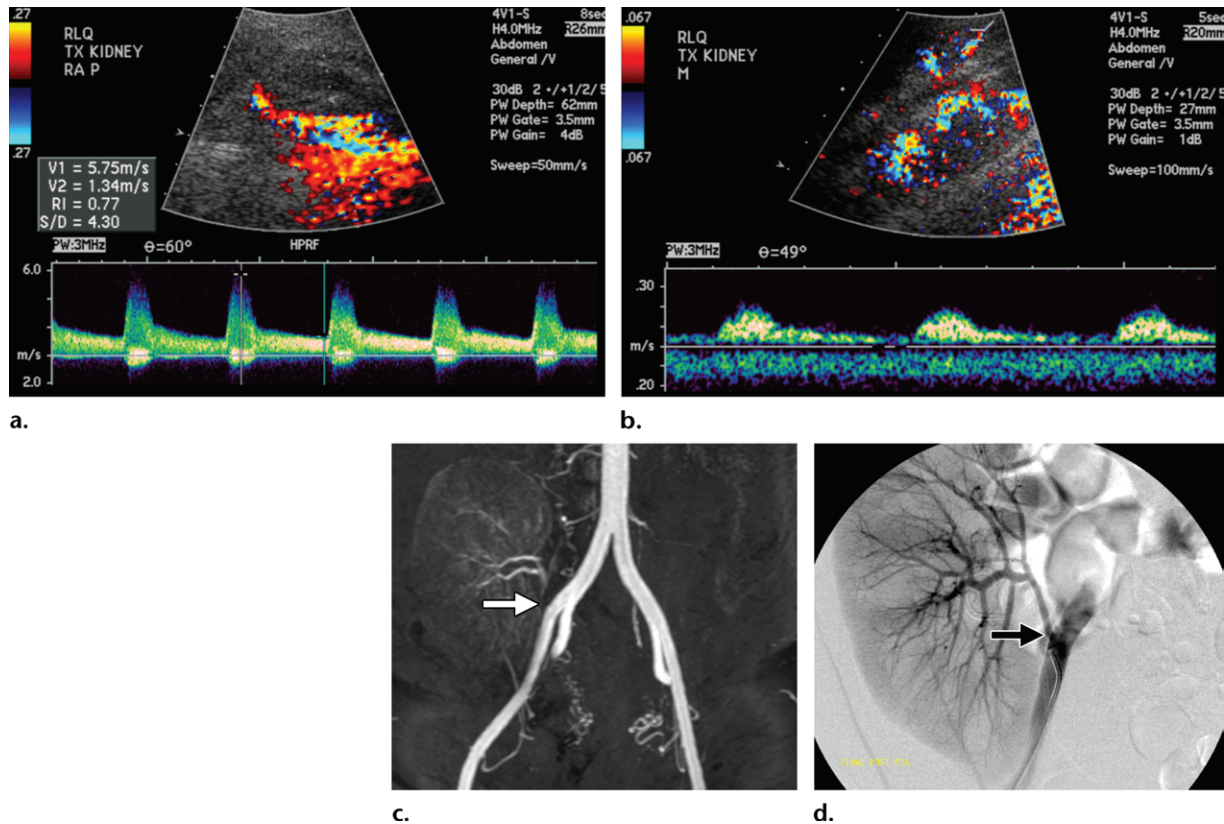 .27
RLQ
TX KIDNEY
RA P
4V1-S 8sec
H4.0MHz R26mm
Abdomen
General /V
30dB 2 •/+1/2/5
PW Depth= 62mm
PW Gate= 3.5mm
PW Gain= 4dB
Sweep=50mm/s
.27
V1 = 5.75m/s
V2 = 1.34m/s
RI = 0.77
S/D = 4.30
PW:3MHz θ=60° HPRF
6.0
m/s
2.0
a.
.067
RLQ
TX KIDNEY
M
4V1-S 5sec
H4.0MHz R20mm
Abdomen
General /V
30dB 2 •/+1/2/5
PW Depth= 27mm
PW Gate= 3.5mm
PW Gain= 1dB
Sweep=100mm/s
.067
PW:3MHz θ=49°
.30
m/s
.20
b.
c.
d.